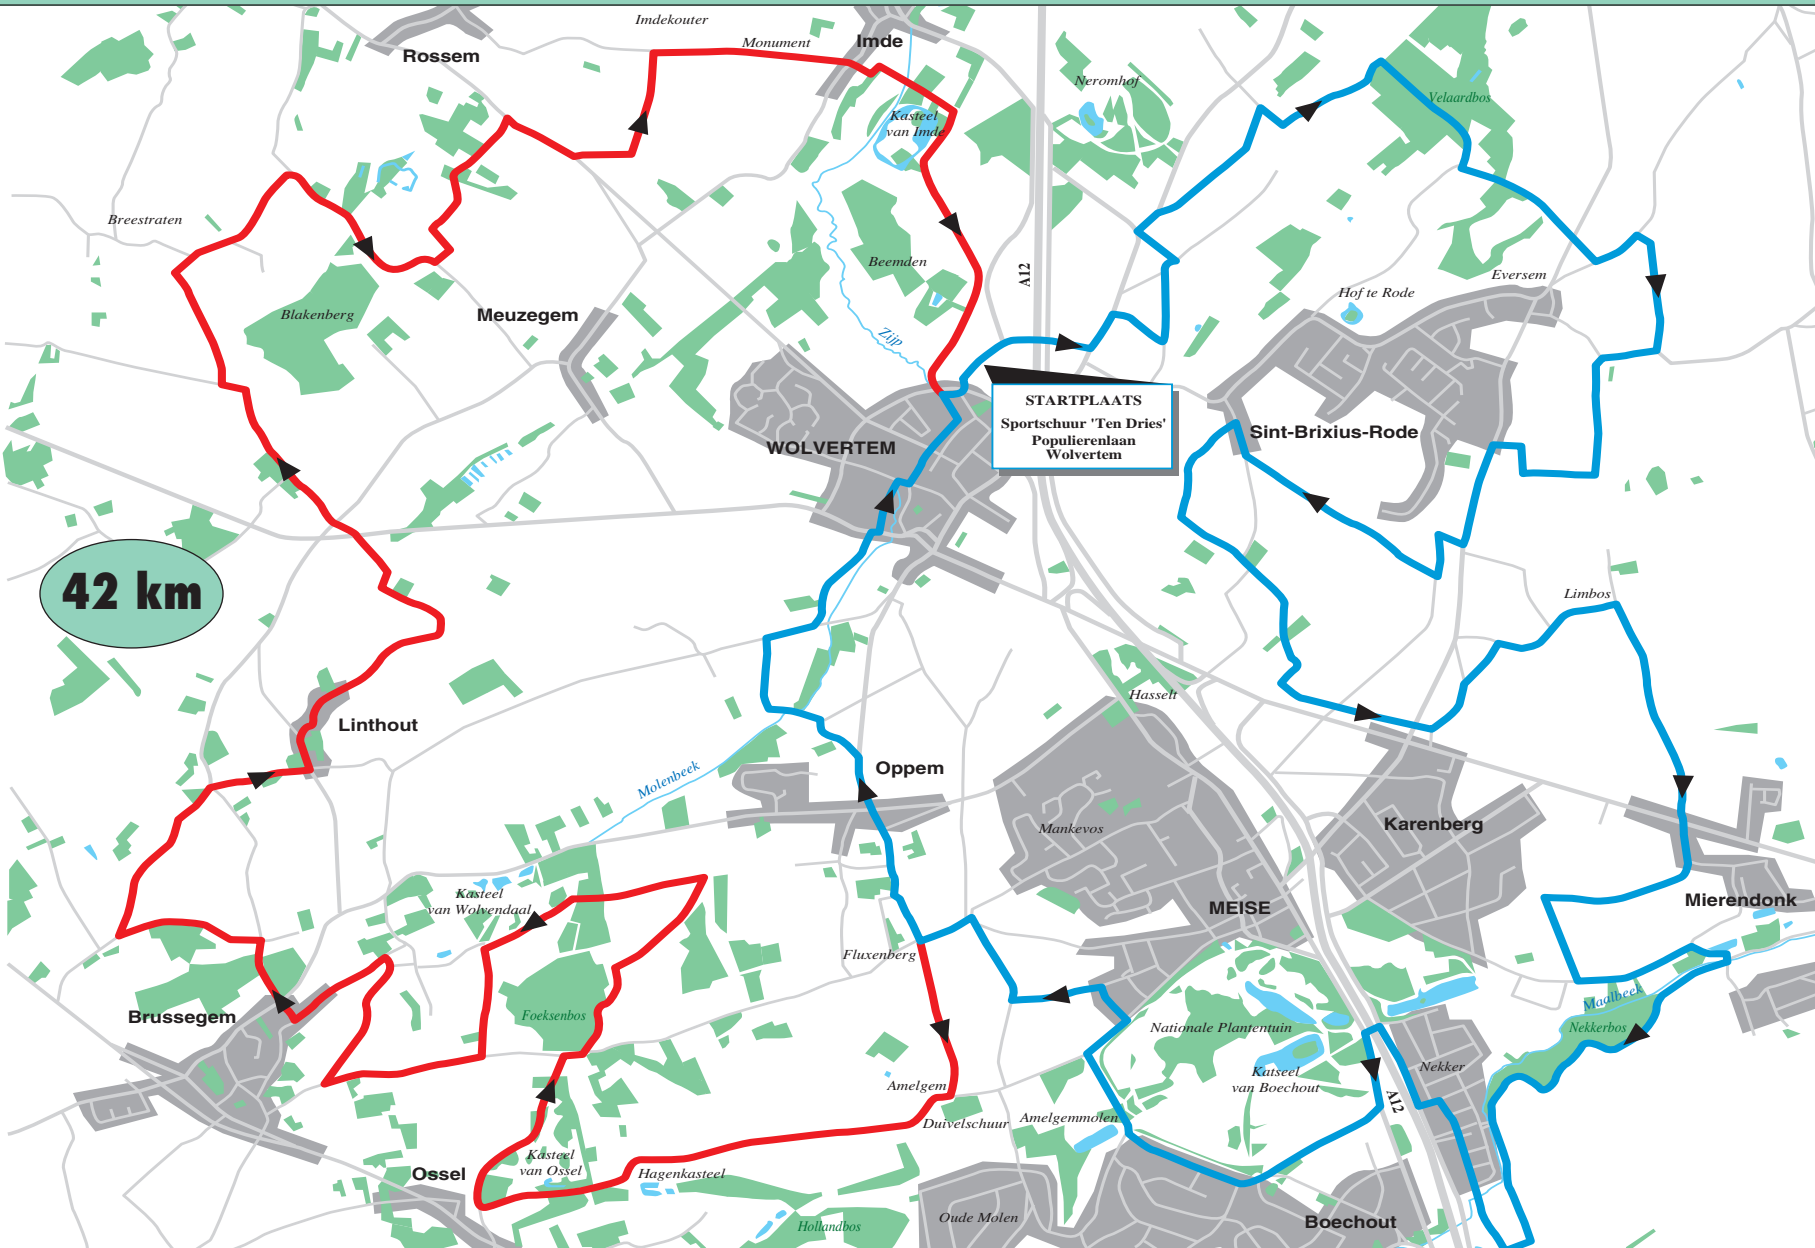 Imdekouter
Rossem
Monument
Imde
Neromhof
Velaardbos
Kasteel
van Imde
Breestraten
Beemden
A12
Eversem
Hof te Rode
Blakenberg
Meuzegem
Zijp
STARTPLAATS
Sportschuur 'Ten Dries'
Populierenlaan
Wolvertem
WOLVERTEM
Sint-Brixius-Rode
42 km
Limbos
Hasselt
Linthout
Oppem
Molenbeek
Mankevos
Karenberg
Kasteel
van Wolvendaal
MEISE
Mierendonk
Fluxenberg
Maalbeek
Brussegem
Foeksenbos
Nationale Plantentuin
Nekkerbos
Katseel
van Boechout
Nekker
Amelgem
A12
Duivelschuur
Amelgemmolen
Kasteel
van Ossel
Ossel
Hagenkasteel
Oude Molen
Hollandbos
Boechout